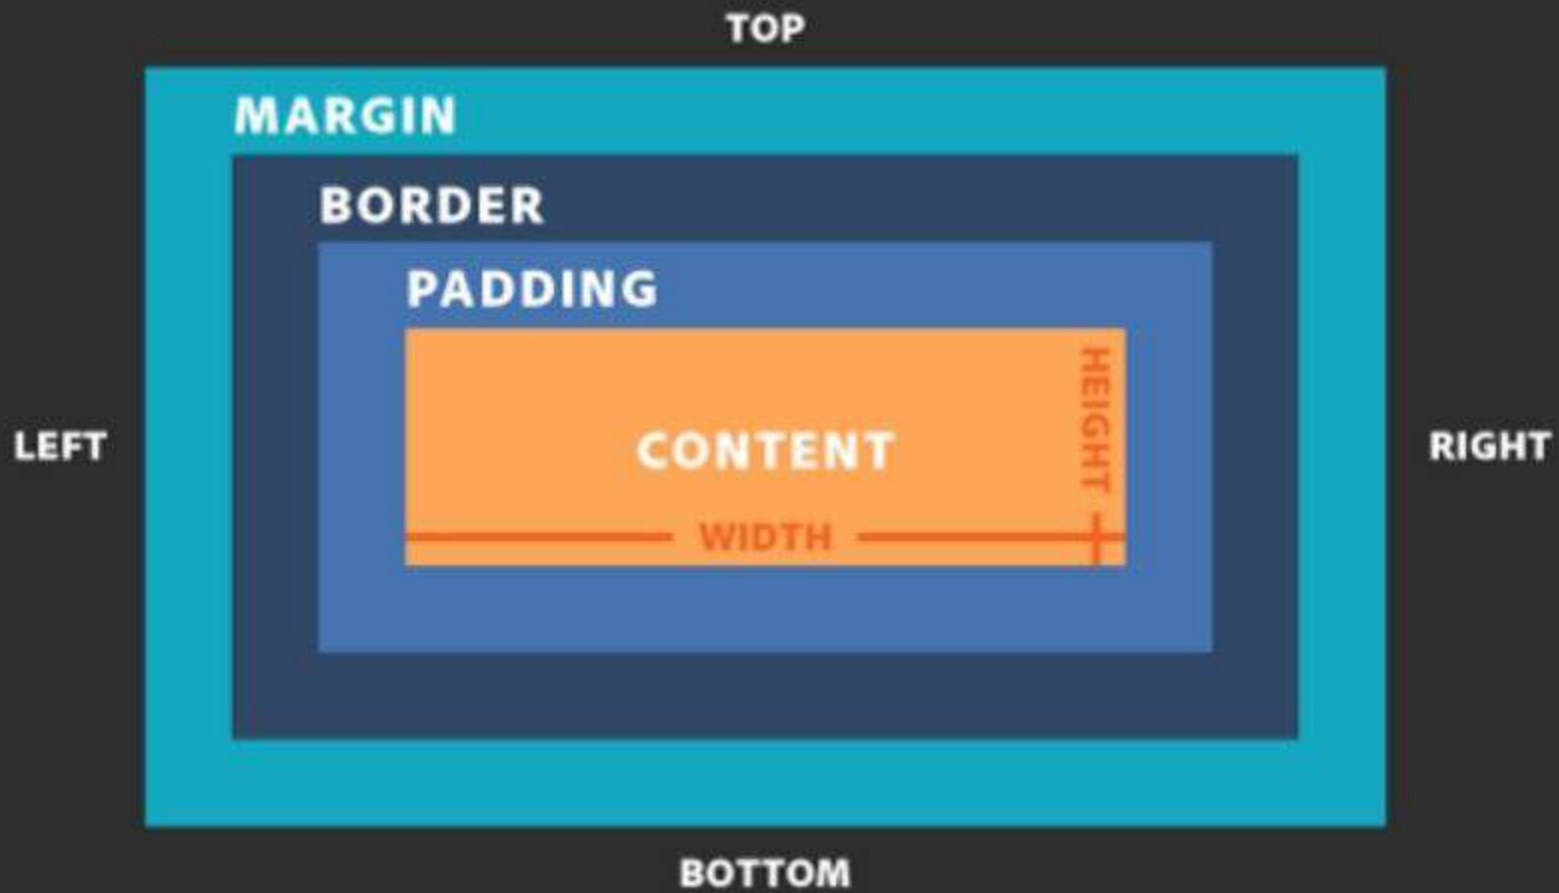 TOP
MARGIN
BORDER
PADDING
HEIGHT
LEFT
CONTENT
RIGHT
WIDTH
BOTTOM